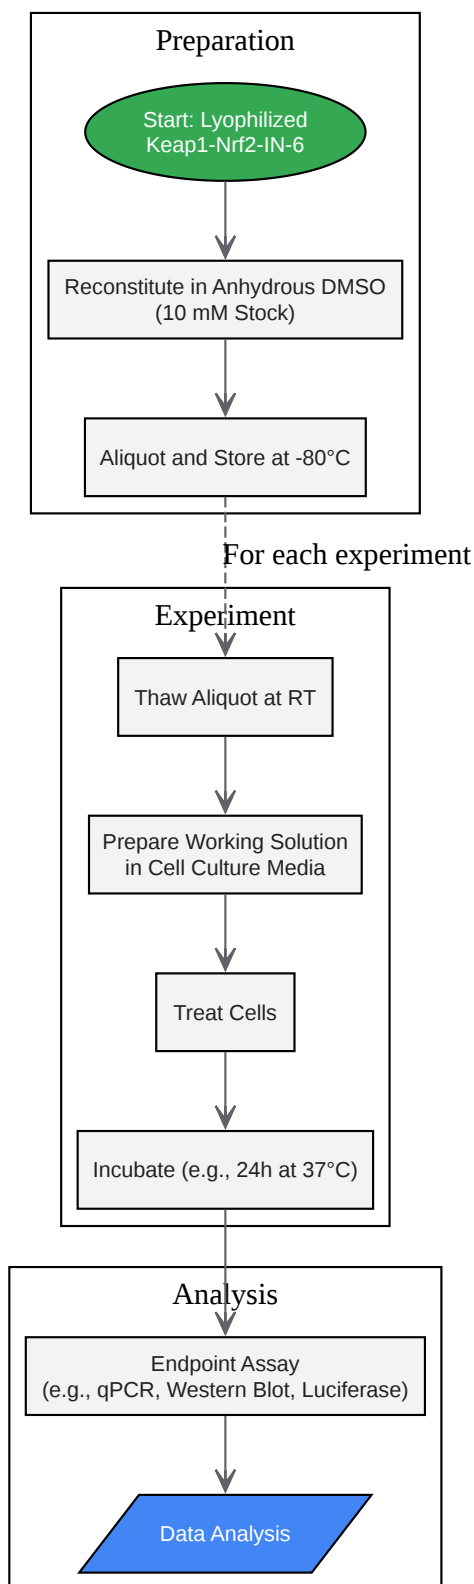 Preparation
Start: Lyophilized
Keap1-Nrf2-IN-6
Reconstitute in Anhydrous DMSO
(10 mM Stock)
Aliquot and Store at -80°C
For each experiment
Experiment
Thaw Aliquot at RT
Prepare Working Solution
in Cell Culture Media
Treat Cells
Incubate (e.g., 24h at 37°C)
Analysis
Endpoint Assay
(e.g., qPCR, Western Blot, Luciferase)
Data Analysis